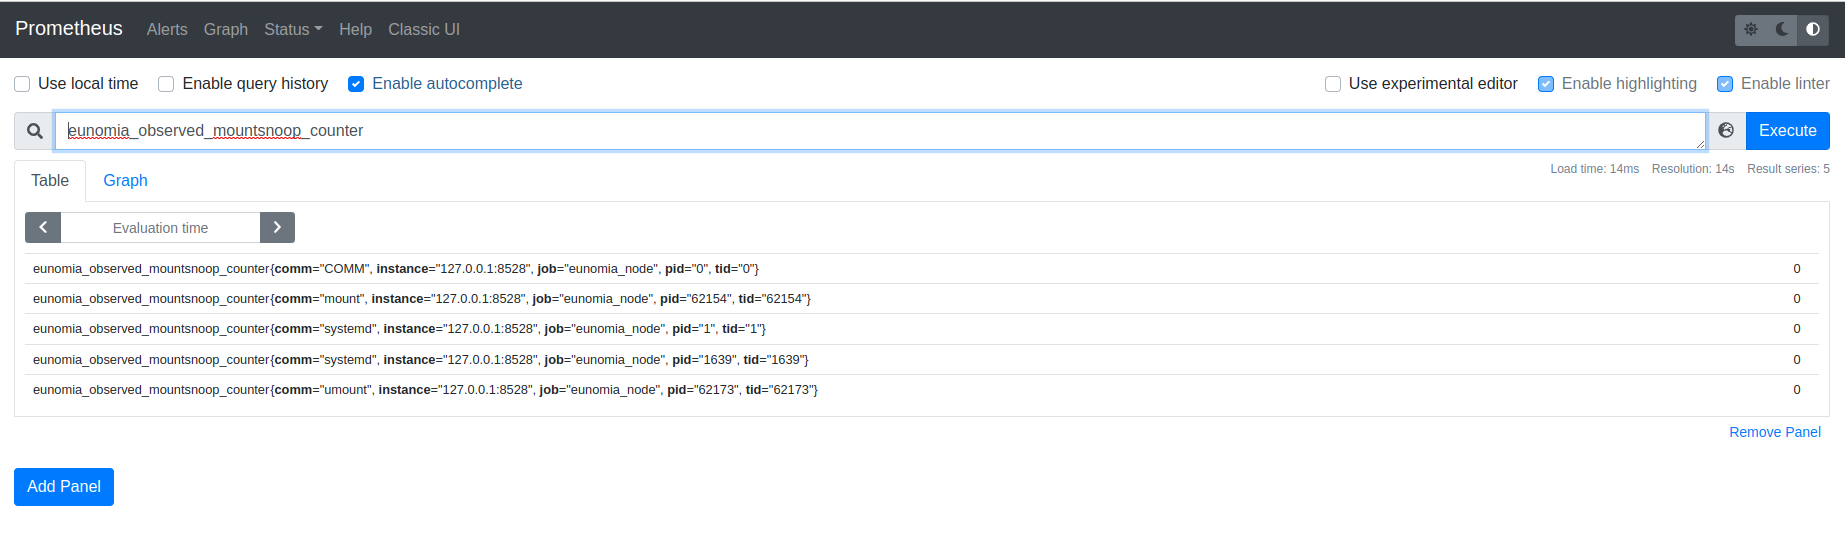 Prometheus Alerts Graph Status Help Classic UI
Use local time Enable query history Enable autocomplete Use experimental editor Enable highlighting Enable linter
eunomia_observed_mountsnoop_counter Execute
Table Graph Load time: 14ms Resolution: 14s Result series: 5
Evaluation time
eunomia_observed_mountsnoop_counter{comm="COMM", instance="127.0.0.1:8528", job="eunomia_node", pid="0", tid="0"} 0
eunomia_observed_mountsnoop_counter{comm="mount", instance="127.0.0.1:8528", job="eunomia_node", pid="62154", tid="62154"} 0
eunomia_observed_mountsnoop_counter{comm="systemd", instance="127.0.0.1:8528", job="eunomia_node", pid="1", tid="1"} 0
eunomia_observed_mountsnoop_counter{comm="systemd", instance="127.0.0.1:8528", job="eunomia_node", pid="1639", tid="1639"} 0
eunomia_observed_mountsnoop_counter{comm="umount", instance="127.0.0.1:8528", job="eunomia_node", pid="62173", tid="62173"} 0
Remove Panel
Add Panel